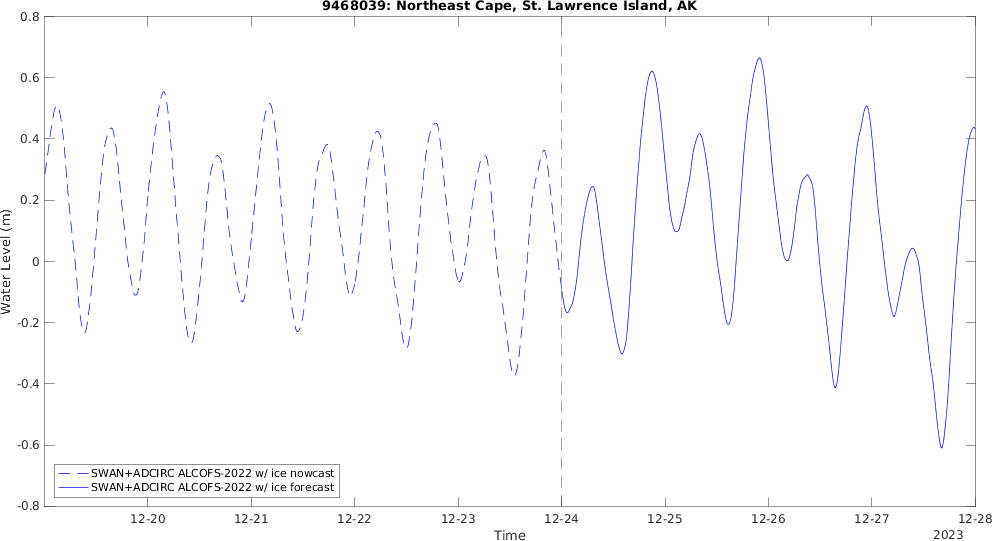 9468039: Northeast Cape, St. Lawrence Island, AK
0.8
0.6
0.4
0.2
0
-0.2
-0.4
-0.6
-0.8
Water Level (m)
SWAN+ADCIRC ALCOFS-2022 w/ ice nowcast
SWAN+ADCIRC ALCOFS-2022 w/ ice forecast
12-20 12-21 12-22 12-23 12-24 12-25 12-26 12-27 12-28
Time
2023